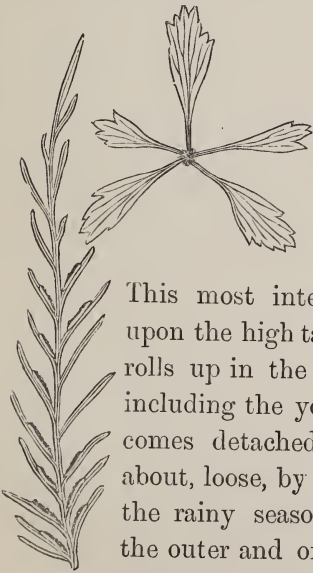 This most inte
upon the high ta
rolls up in the
including the ye
comes detached
about, loose, by
the rainy seaso
the outer and o